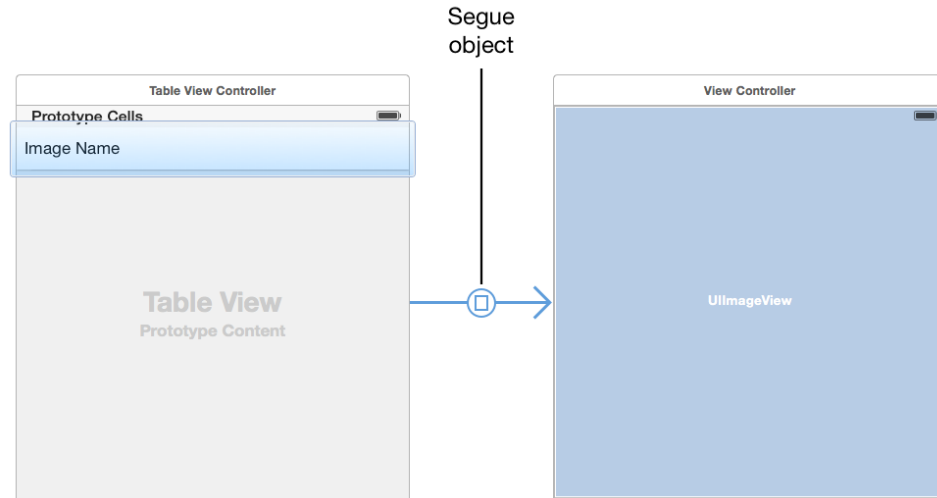 Segue
object
Table View Controller
Prototype Cells
Image Name
Table View
Prototype Content
View Controller
UIImageView